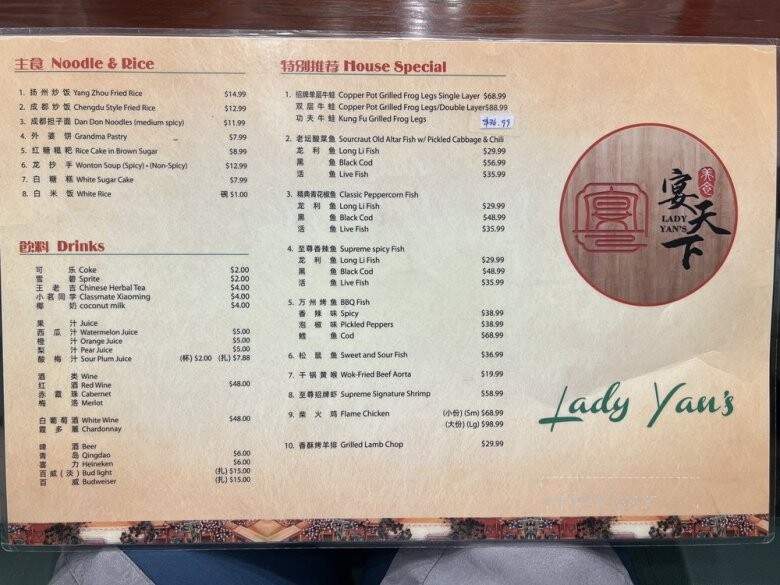 主食 Noodle & Rice
1. 扬州炒饭 Yang Zhou Fried Rice $14.99
2. 成都炒饭 Chengdu Style Fried Rice $12.99
3. 成都担子面 Dan Don Noodles (medium spicy) $11.99
4. 外婆饼 Grandma Pastry $7.99
5. 红糖糍粑 Rice Cake in Brown Sugar $8.99
6. 龙抄手 Wonton Soup (Spicy) • (Non-Spicy) $12.99
7. 白糖糕 White Sugar Cake $7.99
8. 白米饭 White Rice 碗 $1.00
饮料 Drinks
可乐 Coke $2.00
雪碧 Sprite $2.00
王老吉 Chinese Herbal Tea $4.00
小茗同学 Classmate Xiaoming $4.00
椰奶 coconut milk $4.00
果汁 Juice
西瓜汁 Watermelon Juice $5.00
橙汁 Orange Juice $5.00
梨汁 Pear Juice $5.00
酸梅汁 Sour Plum Juice (杯) $2.00 (扎) $7.88
酒类 Wine
红酒 Red Wine $48.00
赤霞珠 Cabernet
梅洛 Merlot
白葡萄酒 White Wine $48.00
霞多丽 Chardonnay
啤酒 Beer
青岛 Qingdao $6.00
喜力 Heineken $6.00
百威(淡) Bud light (扎) $15.00
百威 Budweiser (扎) $15.00
特别推荐 House Special
1. 招牌单层牛蛙 Copper Pot Grilled Frog Legs Single Layer $68.99
双层牛蛙 Copper Pot Grilled Frog Legs/Double Layer $88.99
功夫牛蛙 Kung Fu Grilled Frog Legs $36.99
2. 老坛酸菜鱼 Sourcraut Old Altar Fish w/ Pickled Cabbage & Chili
龙利鱼 Long Li Fish $29.99
黑鱼 Black Cod $56.99
活鱼 Live Fish $35.99
3. 精典青花椒鱼 Classic Peppercorn Fish
龙利鱼 Long Li Fish $29.99
黑鱼 Black Cod $48.99
活鱼 Live Fish $35.99
4. 至尊香辣鱼 Supreme spicy Fish
龙利鱼 Long Li Fish $29.99
黑鱼 Black Cod $48.99
活鱼 Live Fish $35.99
5. 万州烤鱼 BBQ Fish
香辣味 Spicy $38.99
泡椒味 Pickled Peppers $38.99
鳕鱼 Cod $68.99
6. 松鼠鱼 Sweet and Sour Fish $36.99
7. 干锅黄喉 Wok-Fried Beef Aorta $19.99
8. 至尊招牌虾 Supreme Signature Shrimp $58.99
9. 柴火鸡 Flame Chicken (小份) (Sm) $68.99
(大份) (Lg) $98.99
10. 香酥烤羊排 Grilled Lamb Chop $29.99
美食
宴天下
LADY
YAN'S
Lady Yan's